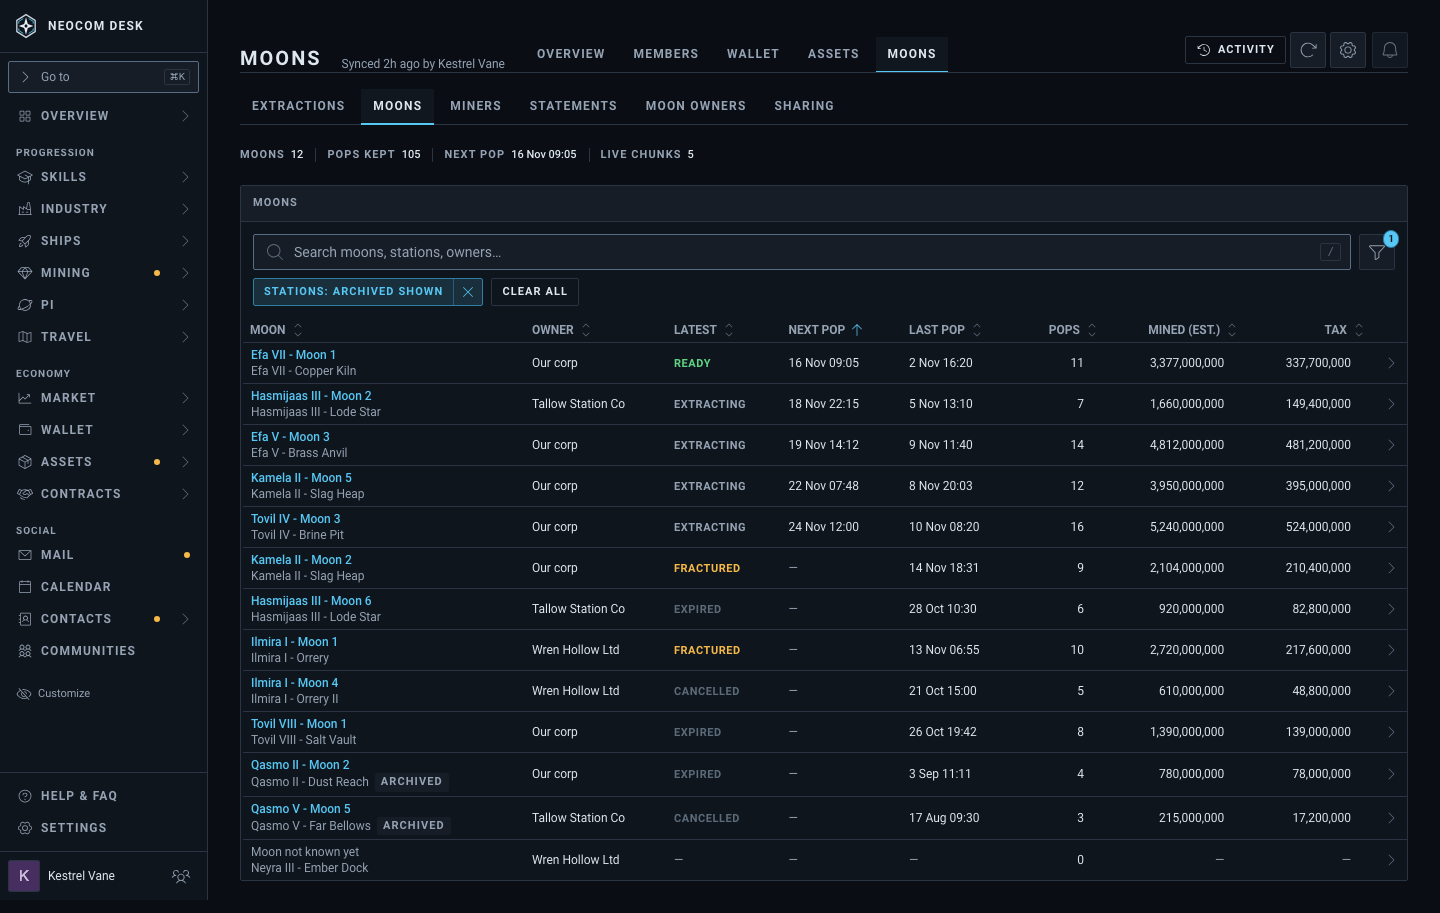 NEOCOM DESK
Go to
⌘K
OVERVIEW
PROGRESSION
SKILLS
INDUSTRY
SHIPS
MINING
PI
TRAVEL
ECONOMY
MARKET
WALLET
ASSETS
CONTRACTS
SOCIAL
MAIL
CALENDAR
CONTACTS
COMMUNITIES
Customize
HELP & FAQ
SETTINGS
K Kestrel Vane
MOONS Synced 2h ago by Kestrel Vane
OVERVIEW MEMBERS WALLET ASSETS MOONS
ACTIVITY
EXTRACTIONS MOONS MINERS STATEMENTS MOON OWNERS SHARING
MOONS 12 POPS KEPT 105 NEXT POP 16 Nov 09:05 LIVE CHUNKS 5
MOONS
Search moons, stations, owners… /
1
STATIONS: ARCHIVED SHOWN CLEAR ALL
MOON OWNER LATEST NEXT POP LAST POP POPS MINED (EST.) TAX
Efa VII - Moon 1
Efa VII - Copper Kiln
Our corp READY 16 Nov 09:05 2 Nov 16:20 11 3,377,000,000 337,700,000
Hasmijaas III - Moon 2
Hasmijaas III - Lode Star
Tallow Station Co EXTRACTING 18 Nov 22:15 5 Nov 13:10 7 1,660,000,000 149,400,000
Efa V - Moon 3
Efa V - Brass Anvil
Our corp EXTRACTING 19 Nov 14:12 9 Nov 11:40 14 4,812,000,000 481,200,000
Kamela II - Moon 5
Kamela II - Slag Heap
Our corp EXTRACTING 22 Nov 07:48 8 Nov 20:03 12 3,950,000,000 395,000,000
Tovil IV - Moon 3
Tovil IV - Brine Pit
Our corp EXTRACTING 24 Nov 12:00 10 Nov 08:20 16 5,240,000,000 524,000,000
Kamela II - Moon 2
Kamela II - Slag Heap
Our corp FRACTURED — 14 Nov 18:31 9 2,104,000,000 210,400,000
Hasmijaas III - Moon 6
Hasmijaas III - Lode Star
Tallow Station Co EXPIRED — 28 Oct 10:30 6 920,000,000 82,800,000
Ilmira I - Moon 1
Ilmira I - Orrery
Wren Hollow Ltd FRACTURED — 13 Nov 06:55 10 2,720,000,000 217,600,000
Ilmira I - Moon 4
Ilmira I - Orrery II
Wren Hollow Ltd CANCELLED — 21 Oct 15:00 5 610,000,000 48,800,000
Tovil VIII - Moon 1
Tovil VIII - Salt Vault
Our corp EXPIRED — 26 Oct 19:42 8 1,390,000,000 139,000,000
Qasmo II - Moon 2
Qasmo II - Dust Reach ARCHIVED
Our corp EXPIRED — 3 Sep 11:11 4 780,000,000 78,000,000
Qasmo V - Moon 5
Qasmo V - Far Bellows ARCHIVED
Tallow Station Co CANCELLED — 17 Aug 09:30 3 215,000,000 17,200,000
Moon not known yet
Neyra III - Ember Dock
Wren Hollow Ltd — — — 0 — —